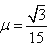 μ = √3/15